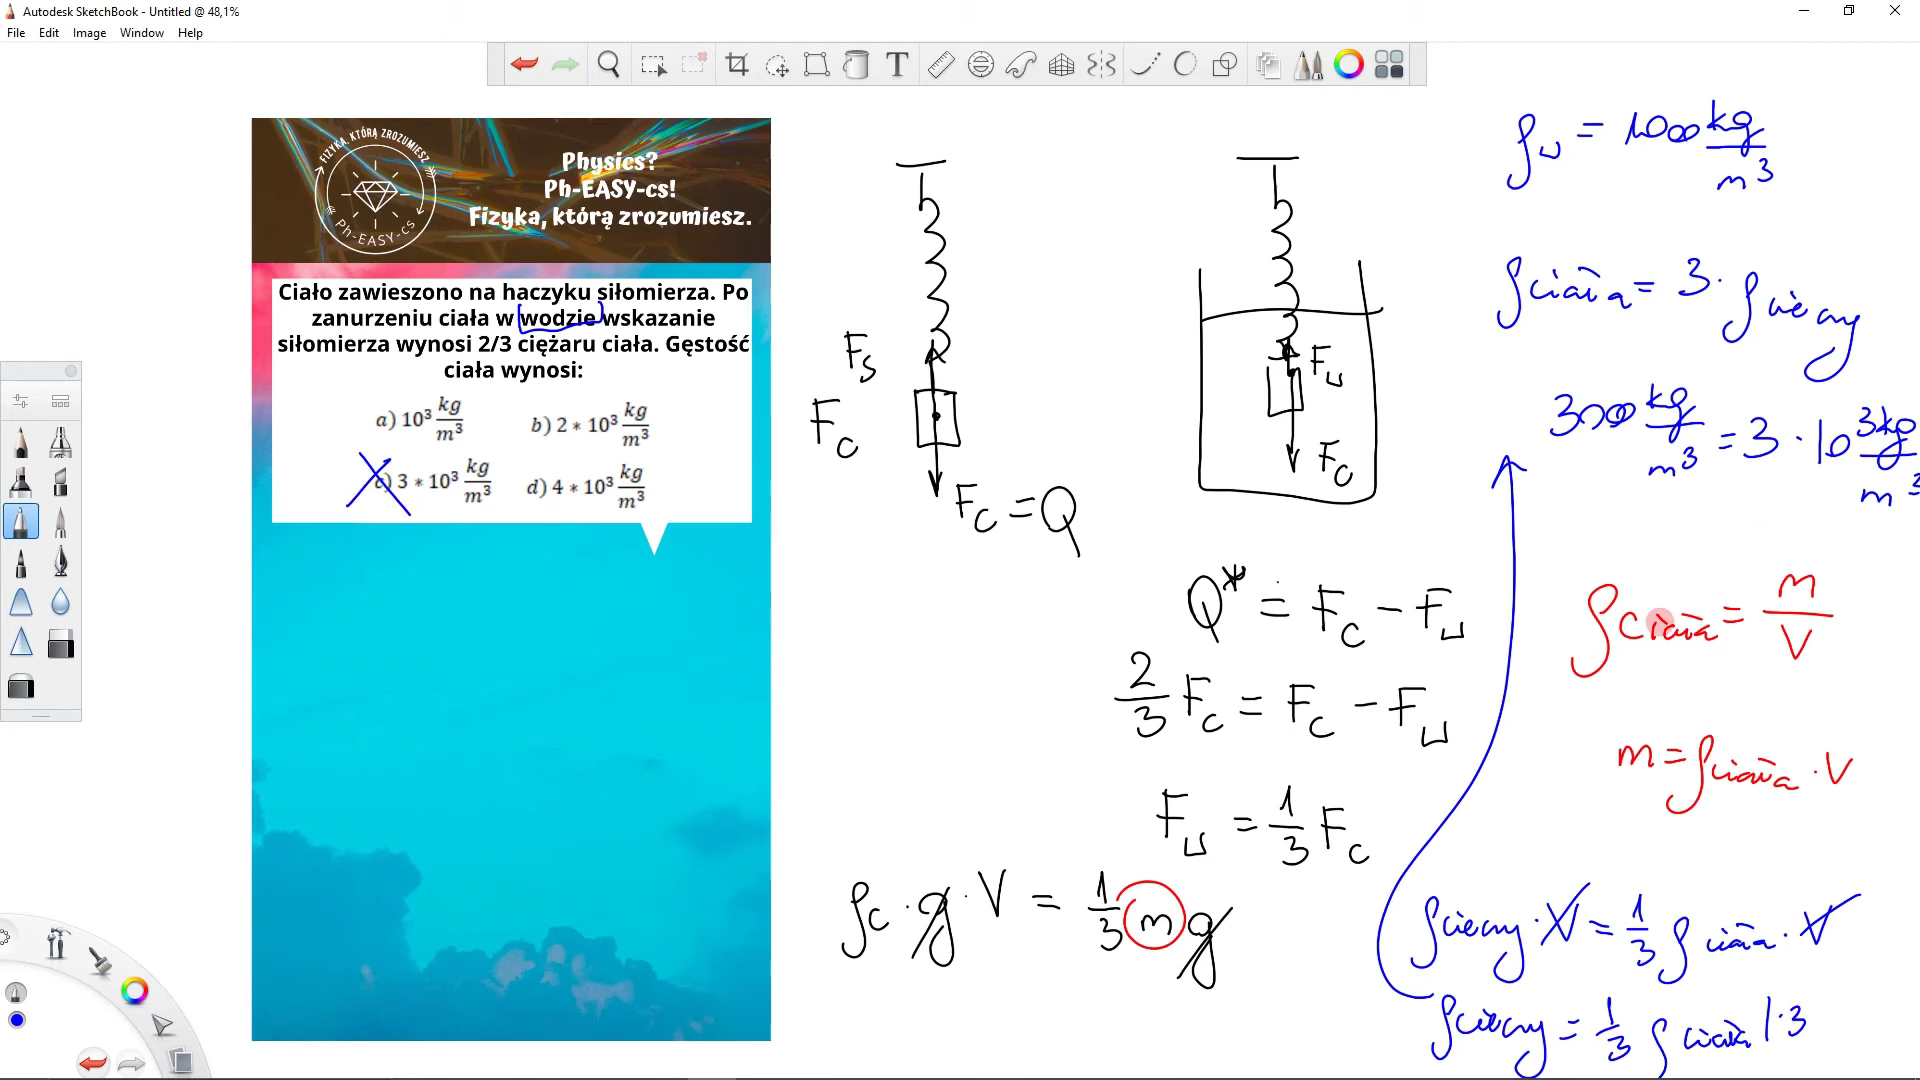 Autodesk SketchBook - Untitled @ 48,1%
File Edit Image Window Help
T
FIZYKA, KTÓRĄ ZROZUMIESZ
Ph-EASY-cs
Physics?
Ph-EASY-cs!
Fizyka, którą zrozumiesz.
Ciało zawieszono na haczyku siłomierza. Po
zanurzeniu ciała w wodzie wskazanie
siłomierza wynosi 2/3 ciężaru ciała. Gęstość
ciała wynosi:
a) 10³ kg/m³ b) 2 * 10³ kg/m³
c) 3 * 10³ kg/m³ d) 4 * 10³ kg/m³
Fs
Fc
Fc = Q
Fw
Fc
Q* = Fc - Fw
2/3 Fc = Fc - Fw
Fw = 1/3 Fc
ρc · g · V = 1/3 mg
ρw = 1000 kg/m³
ρciała = 3 · ρcieczy
3000 kg/m³ = 3 · 10³ kg/m³
ρciała = m/V
m = ρciała · V
ρcieczy · V = 1/3 ρciała · V
ρcieczy = 1/3 ρciała |·3